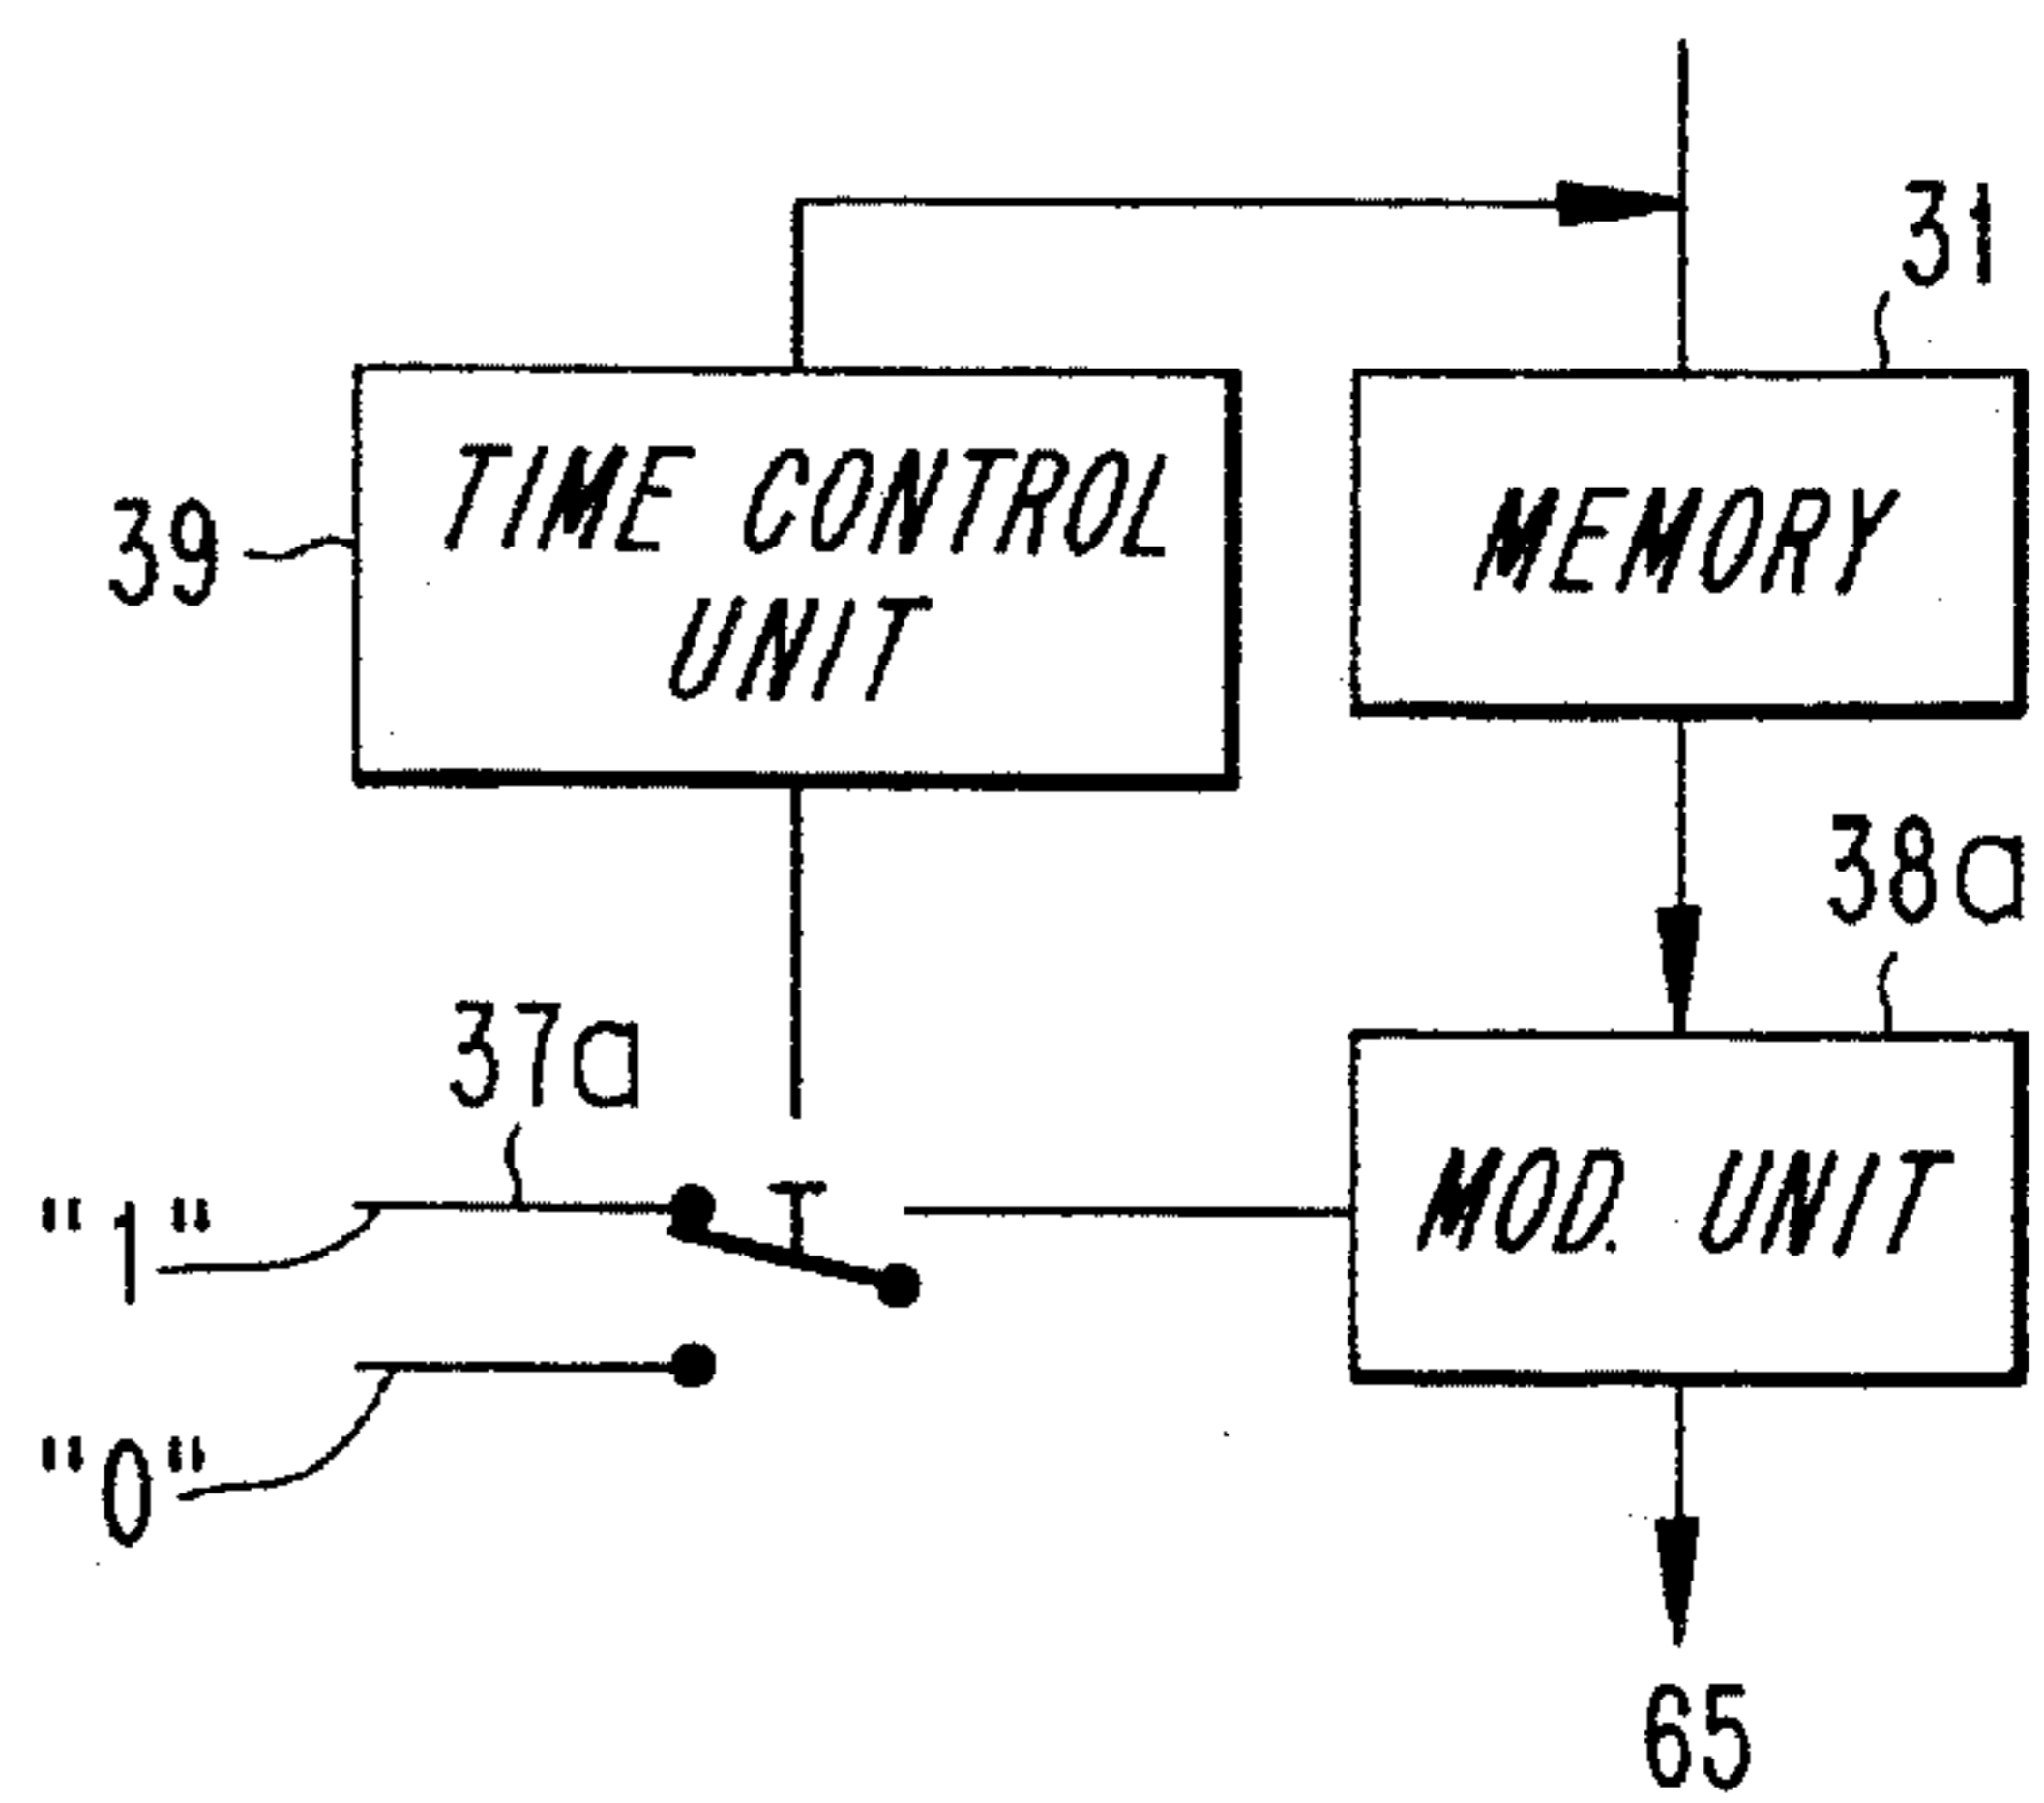 31
39
TIME CONTROL
UNIT
MEMORY
38a
37a
"1"
MOD. UNIT
"0"
65